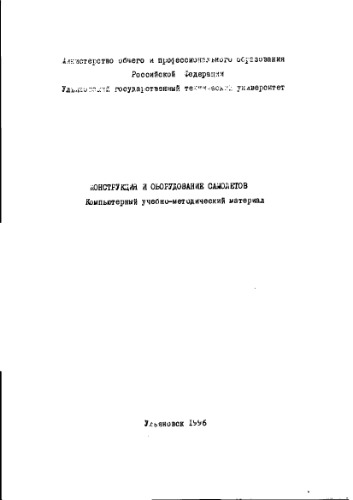 Министерство общего и профессионального образования
Российской Федерации
Ульяновский государственный технический университет
КОНСТРУКЦИЯ И ОБОРУДОВАНИЕ САМОЛЕТОВ
Компьютерный учебно-методический материал
Ульяновск 1996